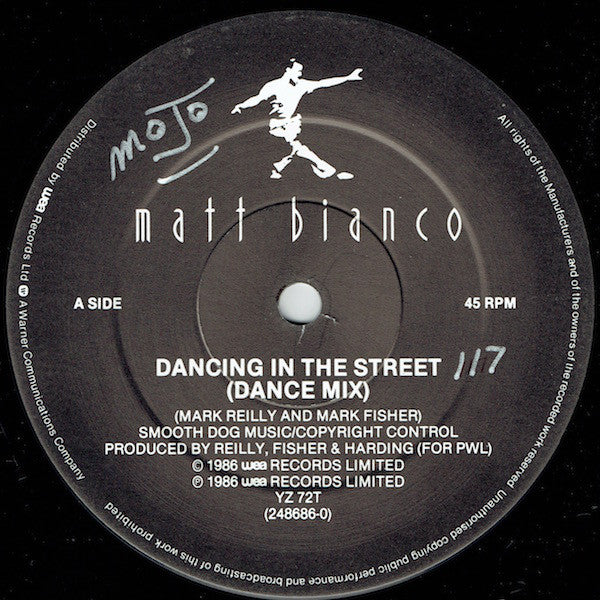 moJo
matt bianco
A SIDE
45 RPM
DANCING IN THE STREET
117
(DANCE MIX)
(MARK REILLY AND MARK FISHER)
SMOOTH DOG MUSIC/COPYRIGHT CONTROL
PRODUCED BY REILLY, FISHER & HARDING (FOR PWL)
© 1986 wea RECORDS LIMITED
℗ 1986 wea RECORDS LIMITED
YZ 72T
(248686-0)
Distributed by wea Records Ltd A Warner Communications Company
All rights of the Manufacturers and of the owners of the recorded work reserved
Unauthorised copying public performance and broadcasting of this work prohibited